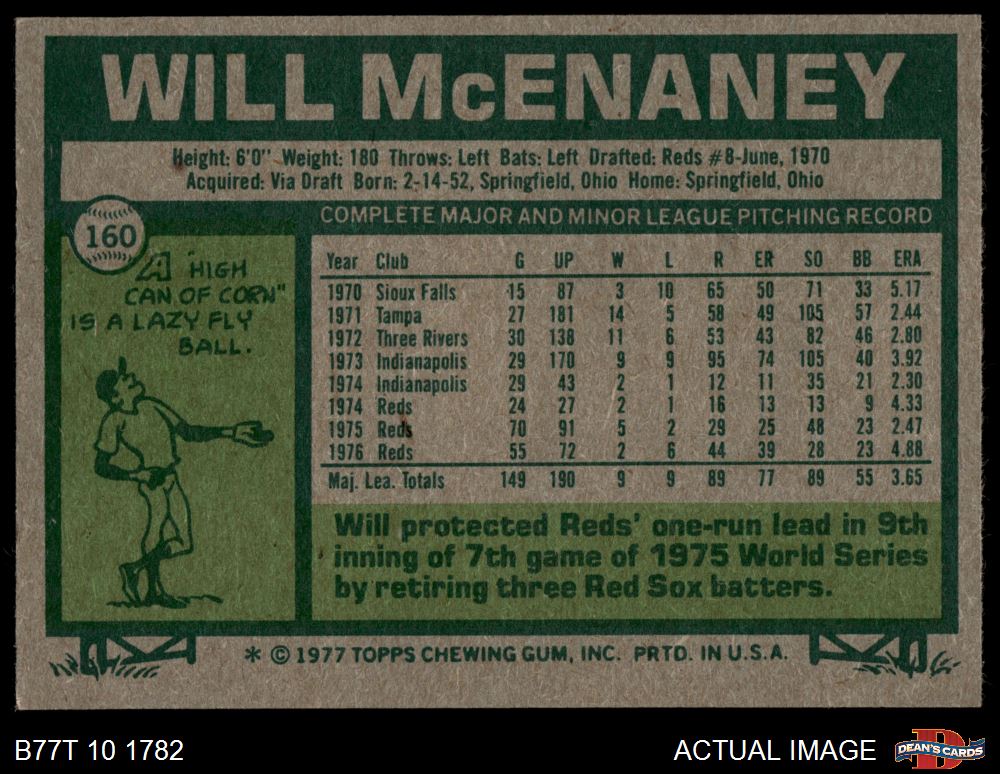 WILL McENANEY
Height: 6'0" Weight: 180 Throws: Left Bats: Left Drafted: Reds #8-June, 1970
Acquired: Via Draft Born: 2-14-52, Springfield, Ohio Home: Springfield, Ohio
160
A HIGH
CAN OF CORN"
IS A LAZY FLY
BALL.
COMPLETE MAJOR AND MINOR LEAGUE PITCHING RECORD
Year Club G UP W L R ER SO BB ERA
1970 Sioux Falls 15 87 3 10 65 50 71 33 5.17
1971 Tampa 27 181 14 5 58 49 105 57 2.44
1972 Three Rivers 30 138 11 6 53 43 82 46 2.80
1973 Indianapolis 29 170 9 9 95 74 105 40 3.92
1974 Indianapolis 29 43 2 1 12 11 35 21 2.30
1974 Reds 24 27 2 1 16 13 13 9 4.33
1975 Reds 70 91 5 2 29 25 48 23 2.47
1976 Reds 55 72 2 6 44 39 28 23 4.88
Maj. Lea. Totals 149 190 9 9 89 77 89 55 3.65
Will protected Reds' one-run lead in 9th
inning of 7th game of 1975 World Series
by retiring three Red Sox batters.
* © 1977 TOPPS CHEWING GUM, INC. PRTD. IN U.S.A.
B77T 10 1782
ACTUAL IMAGE
DEAN'S CARDS